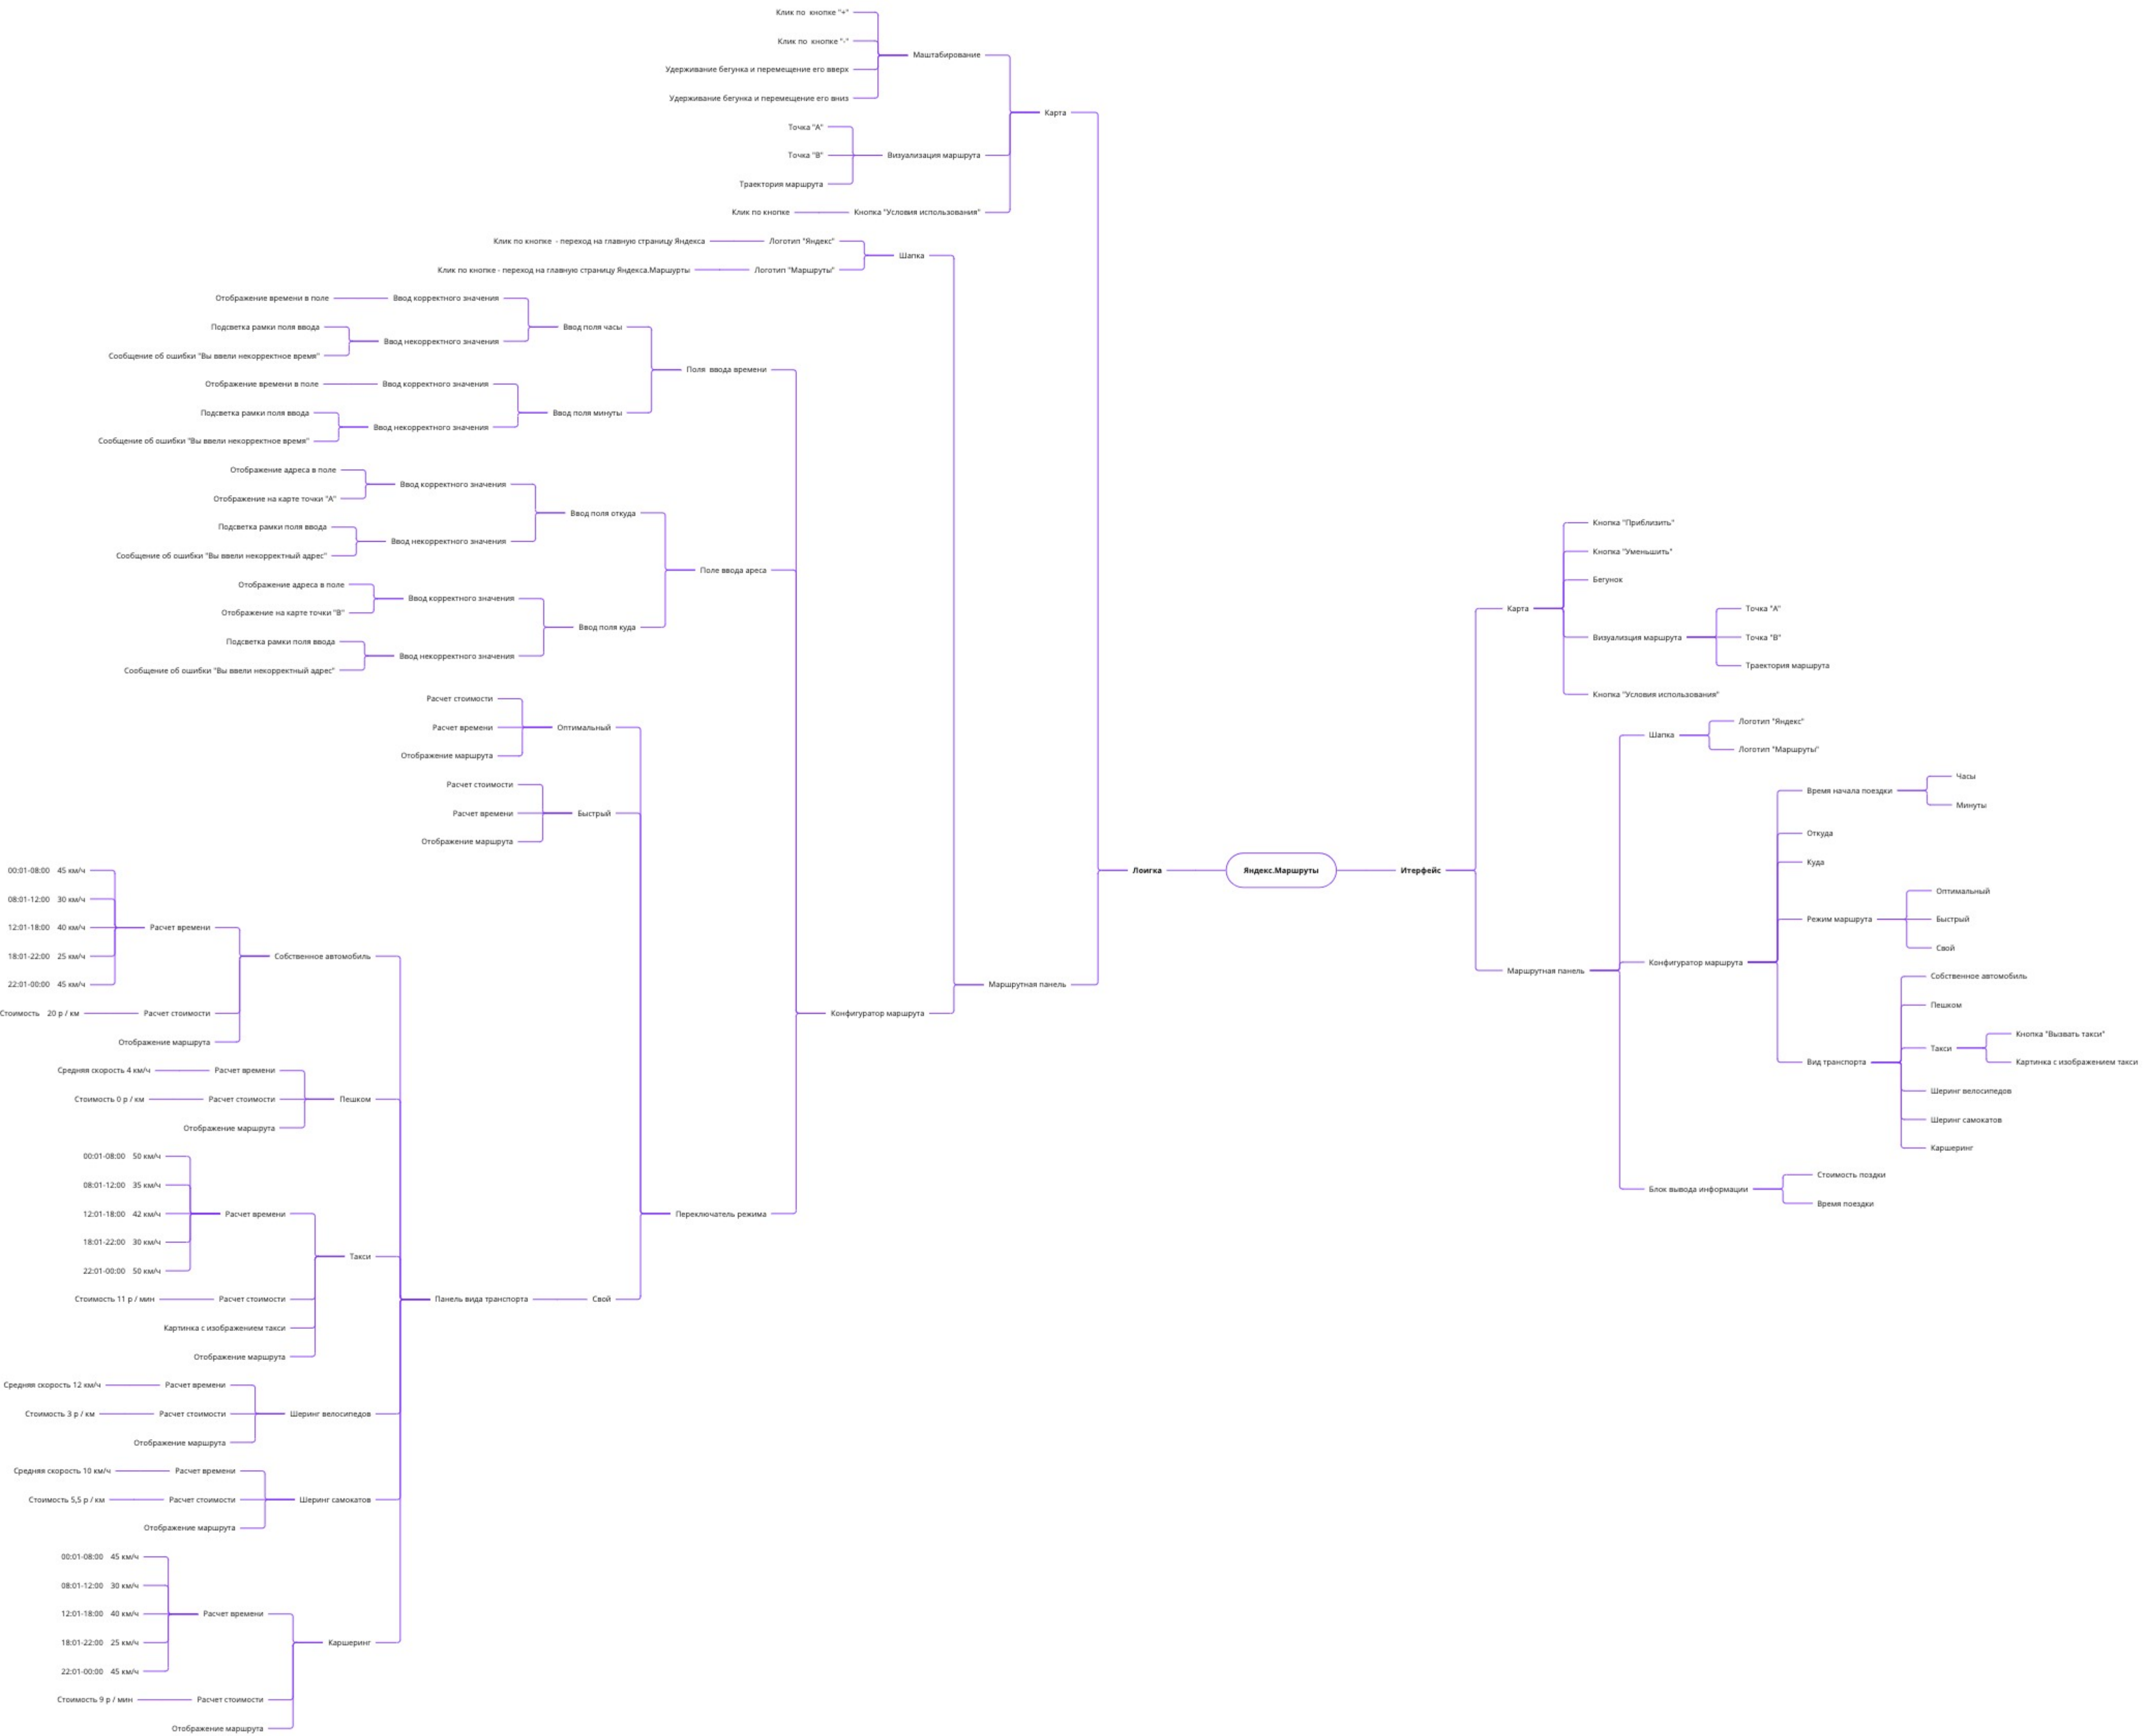 Клик по кнопке "+"
Клик по кнопке "-"
Маштабирование
Удерживание бегунка и перемещение его вверх
Удерживание бегунка и перемещение его вниз
Карта
Точка "A"
Точка "B"
Визуализация маршрута
Траектория маршрута
Клик по кнопке
Кнопка "Условия использования"
Клик по кнопке - переход на главную страницу Яндекса
Логотип "Яндекс"
Шапка
Клик по кнопке - переход на главную страницу Яндекса.Маршурты
Логотип "Маршруты"
Отображение времени в поле
Ввод корректного значения
Ввод поля часы
Подсветка рамки поля ввода
Ввод некорректного значения
Сообщение об ошибки "Вы ввели некорректное время"
Поля ввода времени
Отображение времени в поле
Ввод корректного значения
Ввод поля минуты
Подсветка рамки поля ввода
Ввод некорректного значения
Сообщение об ошибки "Вы ввели некорректное время"
Отображение адреса в поле
Ввод корректного значения
Отображение на карте точки "A"
Ввод поля откуда
Подсветка рамки поля ввода
Ввод некорректного значения
Сообщение об ошибки "Вы ввели некорректный адрес"
Поле ввода ареса
Отображение адреса в поле
Ввод корректного значения
Отображение на карте точки "B"
Ввод поля куда
Подсветка рамки поля ввода
Ввод некорректного значения
Сообщение об ошибки "Вы ввели некорректный адрес"
Расчет стоимости
Расчет времени
Оптимальный
Отображение маршрута
Расчет стоимости
Расчет времени
Быстрый
Отображение маршрута
00:01-08:00 45 км/ч
08:01-12:00 30 км/ч
12:01-18:00 40 км/ч
Расчет времени
18:01-22:00 25 км/ч
Собственное автомобиль
22:01-00:00 45 км/ч
Стоимость 20 р / км
Расчет стоимости
Отображение маршрута
Маршрутная панель
Конфигуратор маршрута
Средняя скорость 4 км/ч
Расчет времени
Стоимость 0 р / км
Расчет стоимости
Пешком
Отображение маршрута
00:01-08:00 50 км/ч
08:01-12:00 35 км/ч
12:01-18:00 42 км/ч
Расчет времени
Переключатель режима
18:01-22:00 30 км/ч
Такси
22:01-00:00 50 км/ч
Стоимость 11 р / мин
Расчет стоимости
Панель вида транспорта
Свой
Картинка с изображением такси
Отображение маршрута
Средняя скорость 12 км/ч
Расчет времени
Стоимость 3 р / км
Расчет стоимости
Шеринг велосипедов
Отображение маршрута
Средняя скорость 10 км/ч
Расчет времени
Стоимость 5,5 р / км
Расчет стоимости
Шеринг самокатов
Отображение маршрута
00:01-08:00 45 км/ч
08:01-12:00 30 км/ч
12:01-18:00 40 км/ч
Расчет времени
18:01-22:00 25 км/ч
Каршеринг
22:01-00:00 45 км/ч
Стоимость 9 р / мин
Расчет стоимости
Отображение маршрута
Лоигка
Яндекс.Маршруты
Итерфейс
Кнопка "Приблизить"
Кнопка "Уменьшить"
Бегунок
Карта
Точка "A"
Визуализция маршрута
Точка "B"
Траектория маршрута
Кнопка "Условия использования"
Шапка
Логотип "Яндекс"
Логотип "Маршруты"
Часы
Время начала поездки
Минуты
Откуда
Куда
Оптимальный
Режим маршрута
Быстрый
Свой
Маршрутная панель
Конфигуратор маршрута
Собственное автомобиль
Пешком
Кнопка "Вызвать такси"
Такси
Вид транспорта
Картинка с изображением такси
Шеринг велосипедов
Шеринг самокатов
Каршеринг
Стоимость поздки
Блок вывода информации
Время поездки